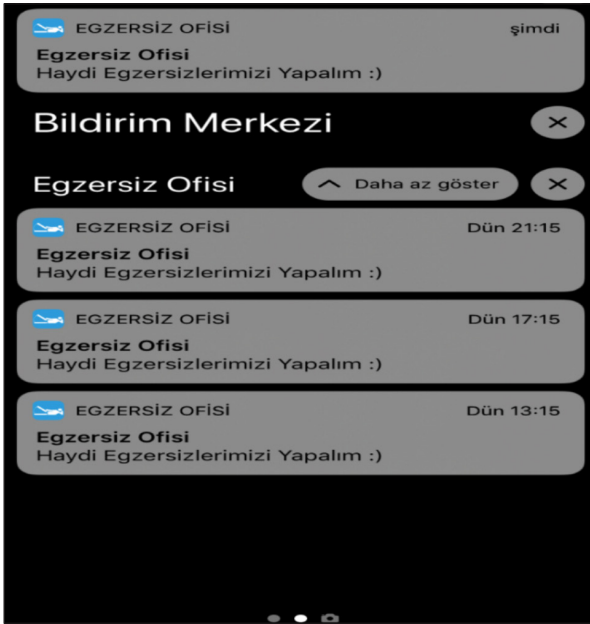 EGZERSİZ OFİSİ şimdi
Egzersiz Ofisi
Haydi Egzersizlerimizi Yapalım :)
Bildirim Merkezi
Egzersiz Ofisi Daha az göster
EGZERSİZ OFİSİ Dün 21:15
Egzersiz Ofisi
Haydi Egzersizlerimizi Yapalım :)
EGZERSİZ OFİSİ Dün 17:15
Egzersiz Ofisi
Haydi Egzersizlerimizi Yapalım :)
EGZERSİZ OFİSİ Dün 13:15
Egzersiz Ofisi
Haydi Egzersizlerimizi Yapalım :)